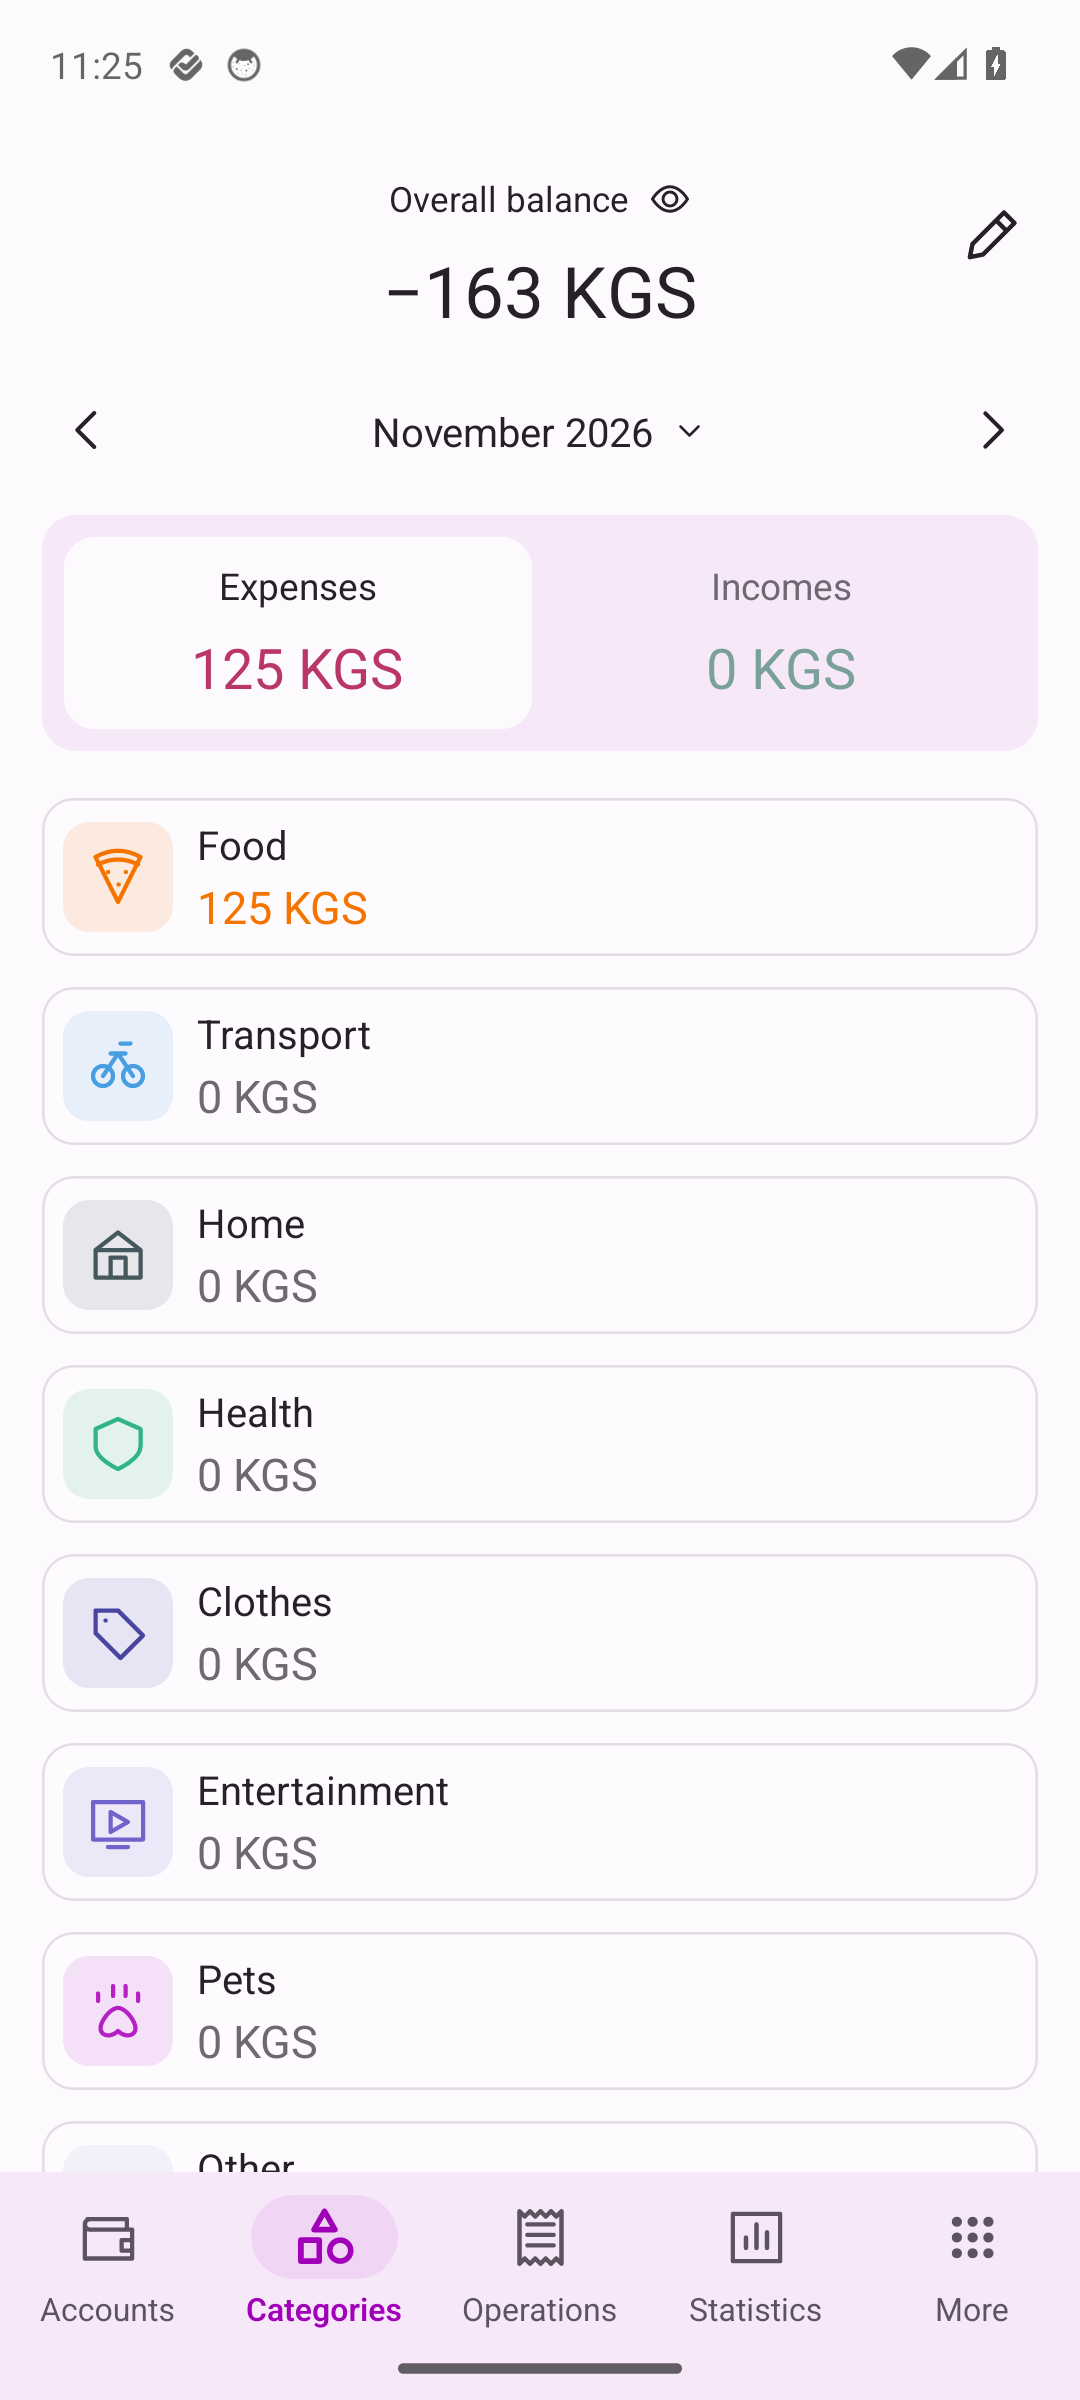 11:25
Overall balance
−163 KGS
November 2026
Expenses
125 KGS
Incomes
0 KGS
Food
125 KGS
Transport
0 KGS
Home
0 KGS
Health
0 KGS
Clothes
0 KGS
Entertainment
0 KGS
Pets
0 KGS
Other
Accounts
Categories
Operations
Statistics
More